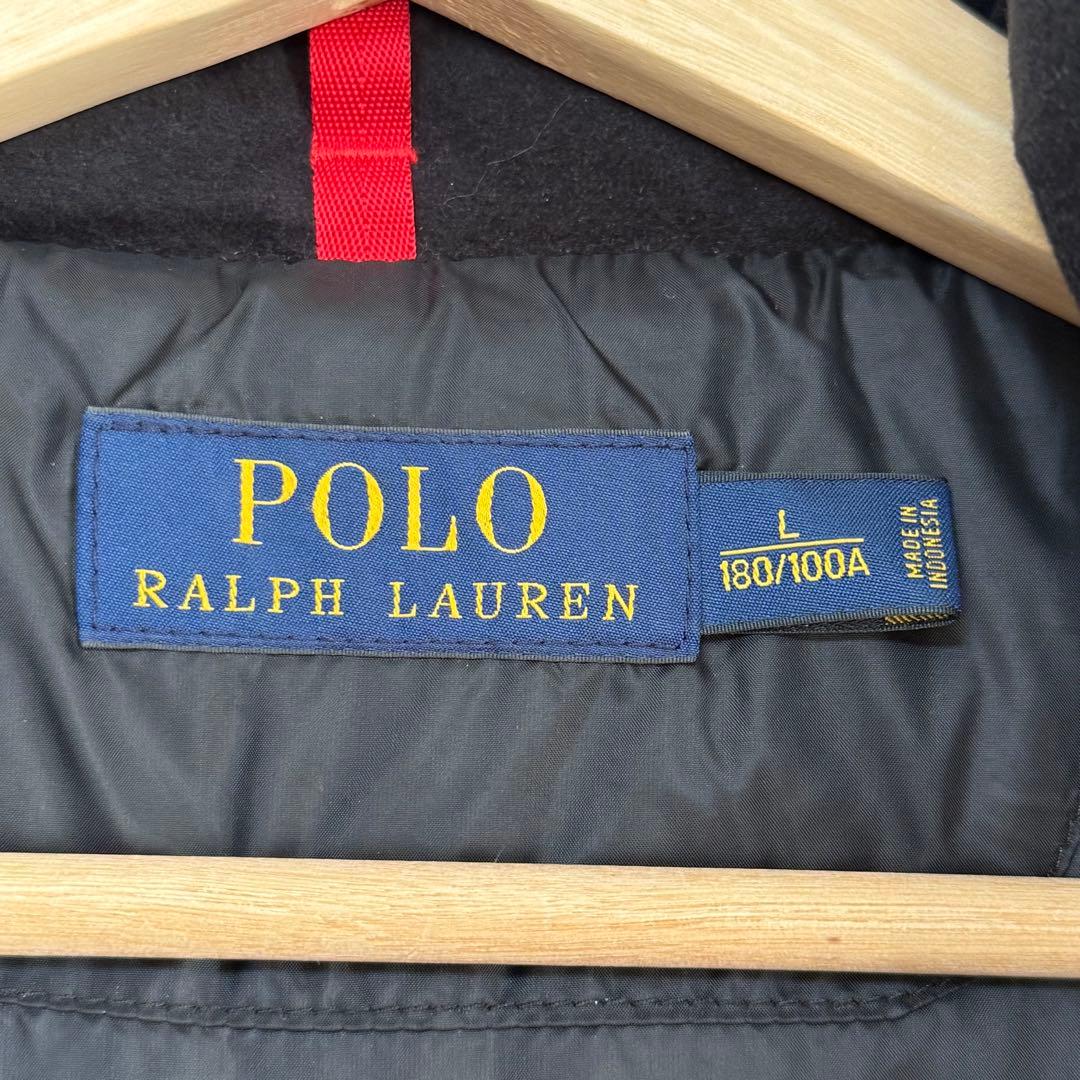 POLO
RALPH LAUREN
L
180/100A
MADE IN
INDONESIA